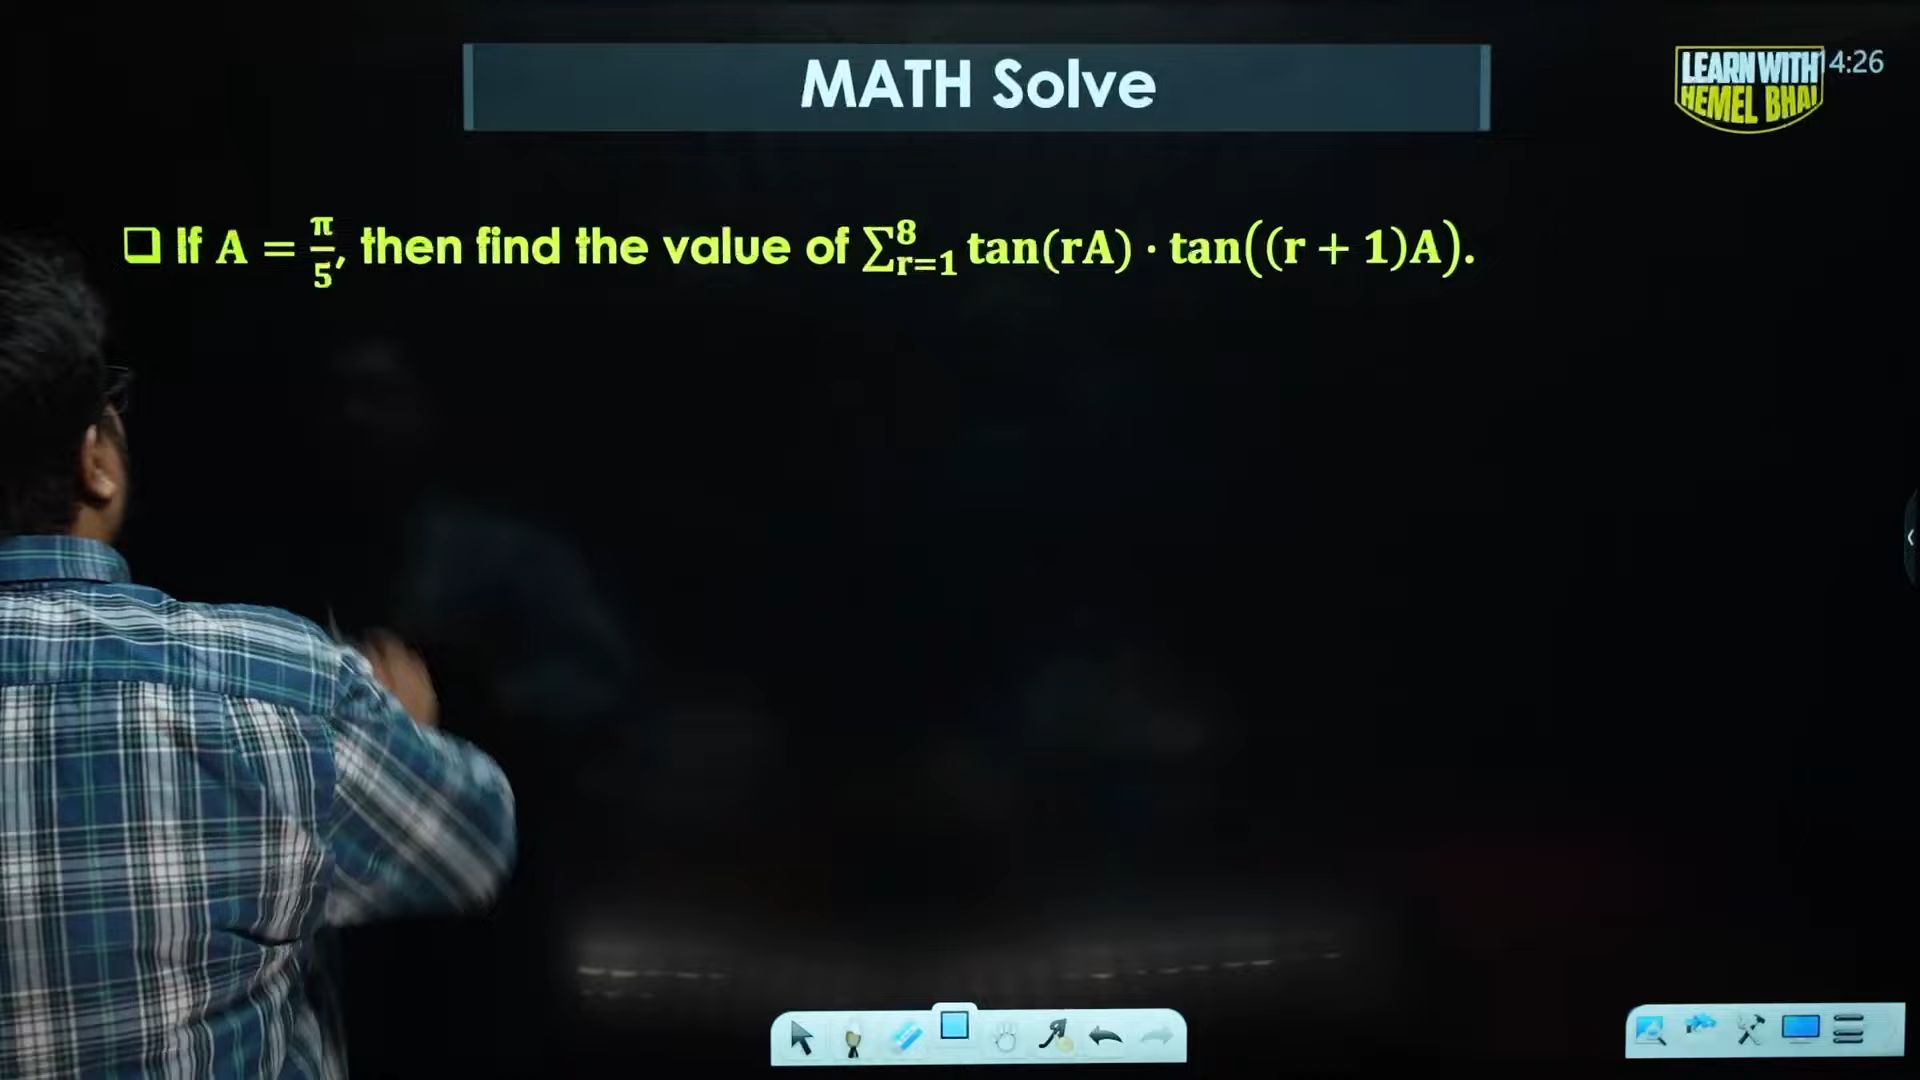 MATH Solve
LEARN WITH
HEMEL BHAI
4:26
❑ If A = π/5, then find the value of ∑⁸ᵣ₌₁ tan(rA) · tan((r + 1)A).